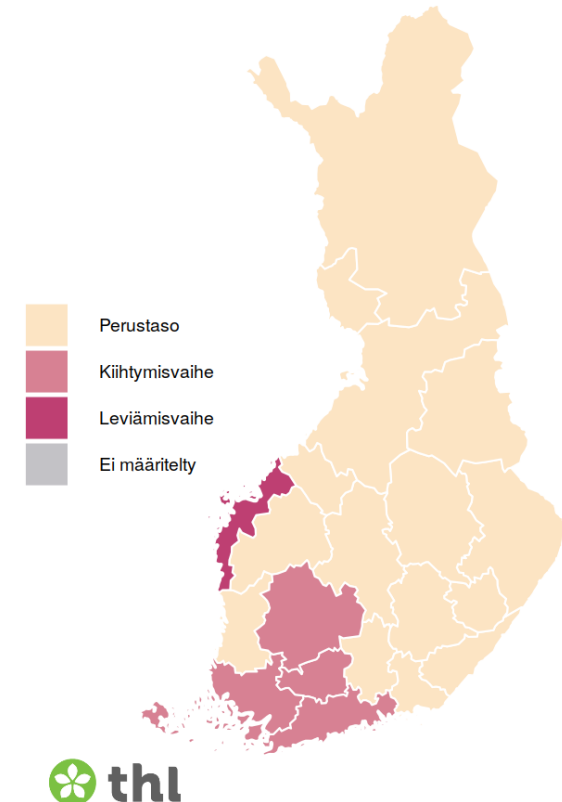 Perustaso
Kiihtymisvaihe
Leviämisvaihe
Ei määritelty
thl